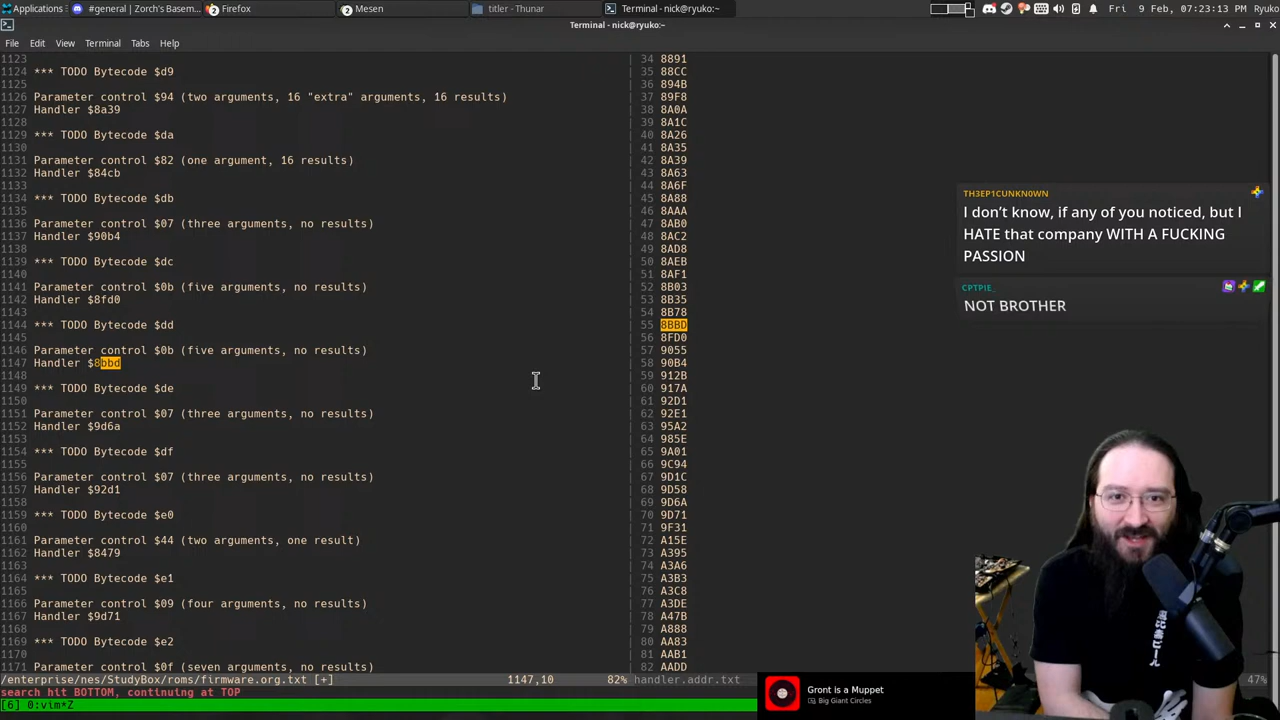 Applications
#general | Zorch's Basem...
2 Firefox
2 Mesen
titler - Thunar
Terminal - nick@ryuko:~
Fri 9 Feb, 07:23:13 PM Ryuko
Terminal - nick@ryuko:~
File Edit View Terminal Tabs Help
1123
1124 *** TODO Bytecode $d9
1125
1126 Parameter control $94 (two arguments, 16 "extra" arguments, 16 results)
1127 Handler $8a39
1128
1129 *** TODO Bytecode $da
1130
1131 Parameter control $82 (one argument, 16 results)
1132 Handler $84cb
1133
1134 *** TODO Bytecode $db
1135
1136 Parameter control $07 (three arguments, no results)
1137 Handler $90b4
1138
1139 *** TODO Bytecode $dc
1140
1141 Parameter control $0b (five arguments, no results)
1142 Handler $8fd0
1143
1144 *** TODO Bytecode $dd
1145
1146 Parameter control $0b (five arguments, no results)
1147 Handler $8bbd
1148
1149 *** TODO Bytecode $de
1150
1151 Parameter control $07 (three arguments, no results)
1152 Handler $9d6a
1153
1154 *** TODO Bytecode $df
1155
1156 Parameter control $07 (three arguments, no results)
1157 Handler $92d1
1158
1159 *** TODO Bytecode $e0
1160
1161 Parameter control $44 (two arguments, one result)
1162 Handler $8479
1163
1164 *** TODO Bytecode $e1
1165
1166 Parameter control $09 (four arguments, no results)
1167 Handler $9d71
1168
1169 *** TODO Bytecode $e2
1170
1171 Parameter control $0f (seven arguments, no results)
/enterprise/nes/StudyBox/roms/firmware.org.txt [+] 1147,10 82%
search hit BOTTOM, continuing at TOP
[6] 0:vim*Z
34 8891
35 88CC
36 894B
37 89F8
38 8A0A
39 8A1C
40 8A26
41 8A35
42 8A39
43 8A63
44 8A6F
45 8A88
46 8AAA
47 8AB0
48 8AC2
49 8AD8
50 8AEB
51 8AF1
52 8B03
53 8B35
54 8B78
55 8BBD
56 8FD0
57 9055
58 90B4
59 912B
60 917A
61 92D1
62 92E1
63 95A2
64 985E
65 9A01
66 9C94
67 9D1C
68 9D58
69 9D6A
70 9D71
71 9F31
72 A15E
73 A395
74 A3A6
75 A3B3
76 A3C8
77 A3DE
78 A47B
79 A888
80 AA83
81 AAB1
82 AADD
handler.addr.txt 47%
TH3EP1CUNKN0WN
I don't know, if any of you noticed, but I
HATE that company WITH A FUCKING
PASSION
CPTPIE_
NOT BROTHER
Gront is a Muppet
Big Giant Circles